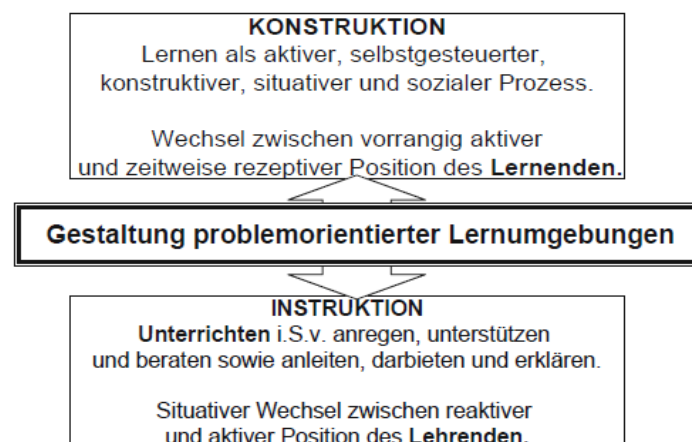 KONSTRUKTION
Lernen als aktiver, selbstgesteuerter,
konstruktiver, situativer und sozialer Prozess.
Wechsel zwischen vorrangig aktiver
und zeitweise rezeptiver Position des Lernenden.
Gestaltung problemorientierter Lernumgebungen
INSTRUKTION
Unterrichten i.S.v. anregen, unterstützen
und beraten sowie anleiten, darbieten und erklären.
Situativer Wechsel zwischen reaktiver
und aktiver Position des Lehrenden.